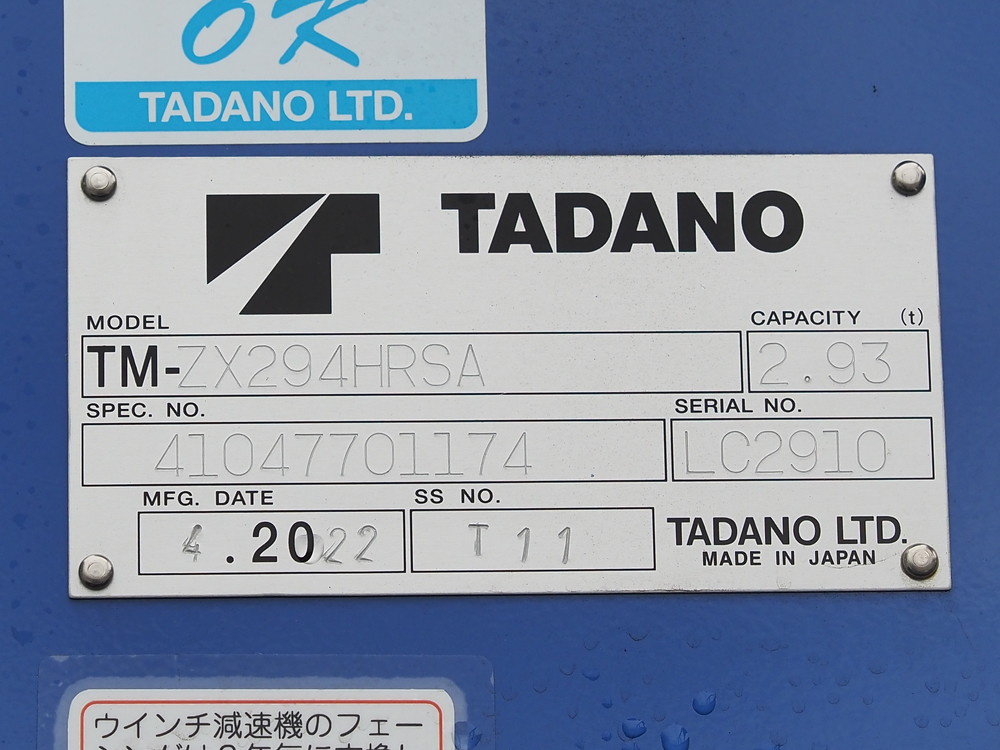 OK
TADANO LTD.
TADANO
MODEL CAPACITY (t)
TM-ZX294HRSA 2.93
SPEC. NO. SERIAL NO.
41047701174 LC2910
MFG. DATE SS NO.
4.2022 T11 TADANO LTD.
MADE IN JAPAN
ウインチ減速機のフェー